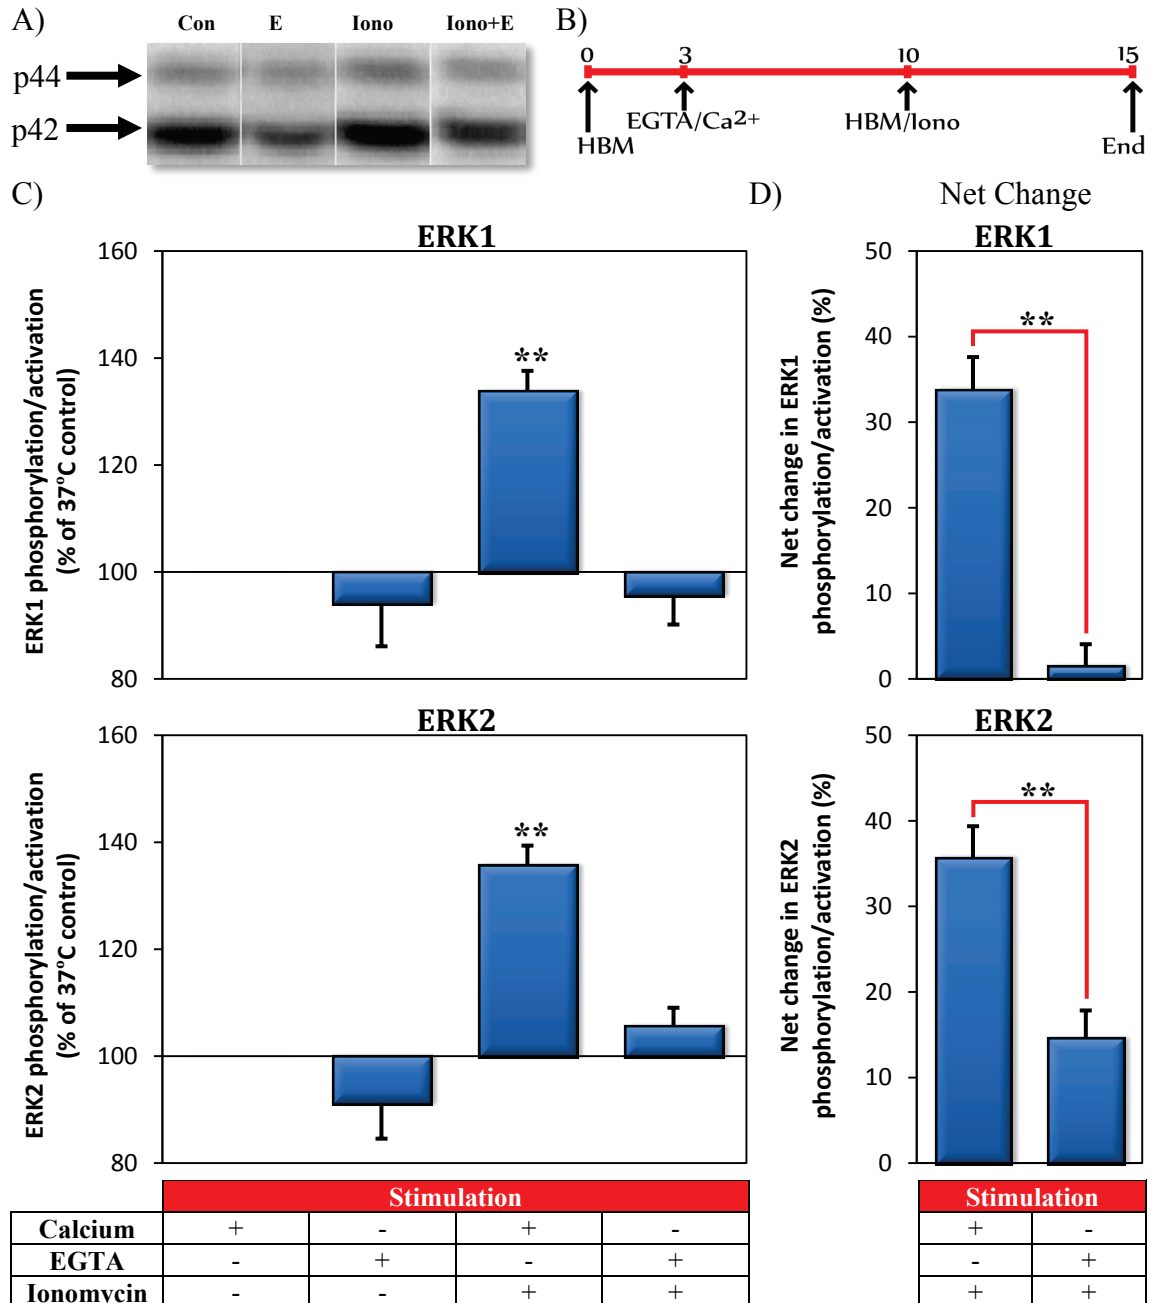 A)
Con E Iono Iono+E
p44
p42
B)
0 3 10 15
EGTA/Ca2+ HBM/Iono
HBM End
C)
ERK1
160
140
120
100
80
ERK1 phosphorylation/activation
(% of 37°C control)
**
ERK2
160
140
120
100
80
ERK2 phosphorylation/activation
(% of 37°C control)
**
D) Net Change
ERK1
50
40
30
20
10
0
Net change in ERK1
phosphorylation/activation (%)
**
ERK2
50
40
30
20
10
0
Net change in ERK2
phosphorylation/activation (%)
**
Stimulation
Calcium + - + -
EGTA - + - +
Ionomycin - - + +
Stimulation
+ -
- +
+ +